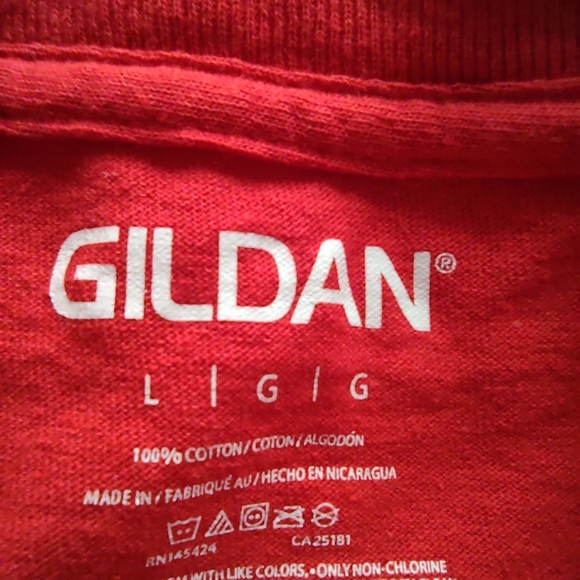 GILDAN®
L | G | G
100% COTTON / COTON / ALGODÓN
MADE IN / FABRIQUÉ AU / HECHO EN NICARAGUA
RN145424 CA25181
WITH LIKE COLORS, • ONLY NON-CHLORINE